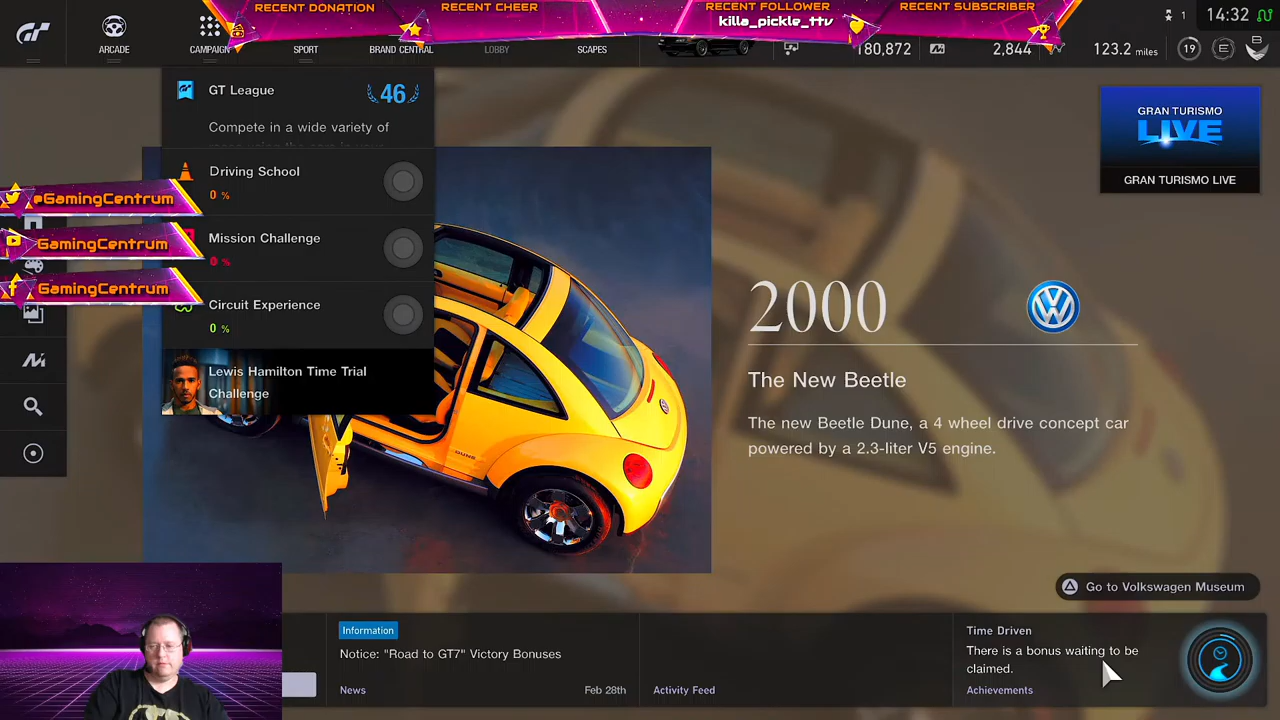 RECENT DONATION
RECENT CHEER
RECENT FOLLOWER
killa_pickle_ttv
RECENT SUBSCRIBER
1
14:32
GT
ARCADE
CAMPAIGN
SPORT
BRAND CENTRAL
LOBBY
SCAPES
180,872
2,844
123.2 miles
19
E
B
GT League
46
Compete in a wide variety of
Driving School
0 %
Mission Challenge
0 %
Circuit Experience
0 %
Lewis Hamilton Time Trial
Challenge
@GamingCentrum
GamingCentrum
GamingCentrum
GRAN TURISMO
LIVE
GRAN TURISMO LIVE
DUNE
2000
The New Beetle
The new Beetle Dune, a 4 wheel drive concept car
powered by a 2.3-liter V5 engine.
Go to Volkswagen Museum
Information
Notice: "Road to GT7" Victory Bonuses
News
Feb 28th
Activity Feed
Time Driven
There is a bonus waiting to be
claimed.
Achievements